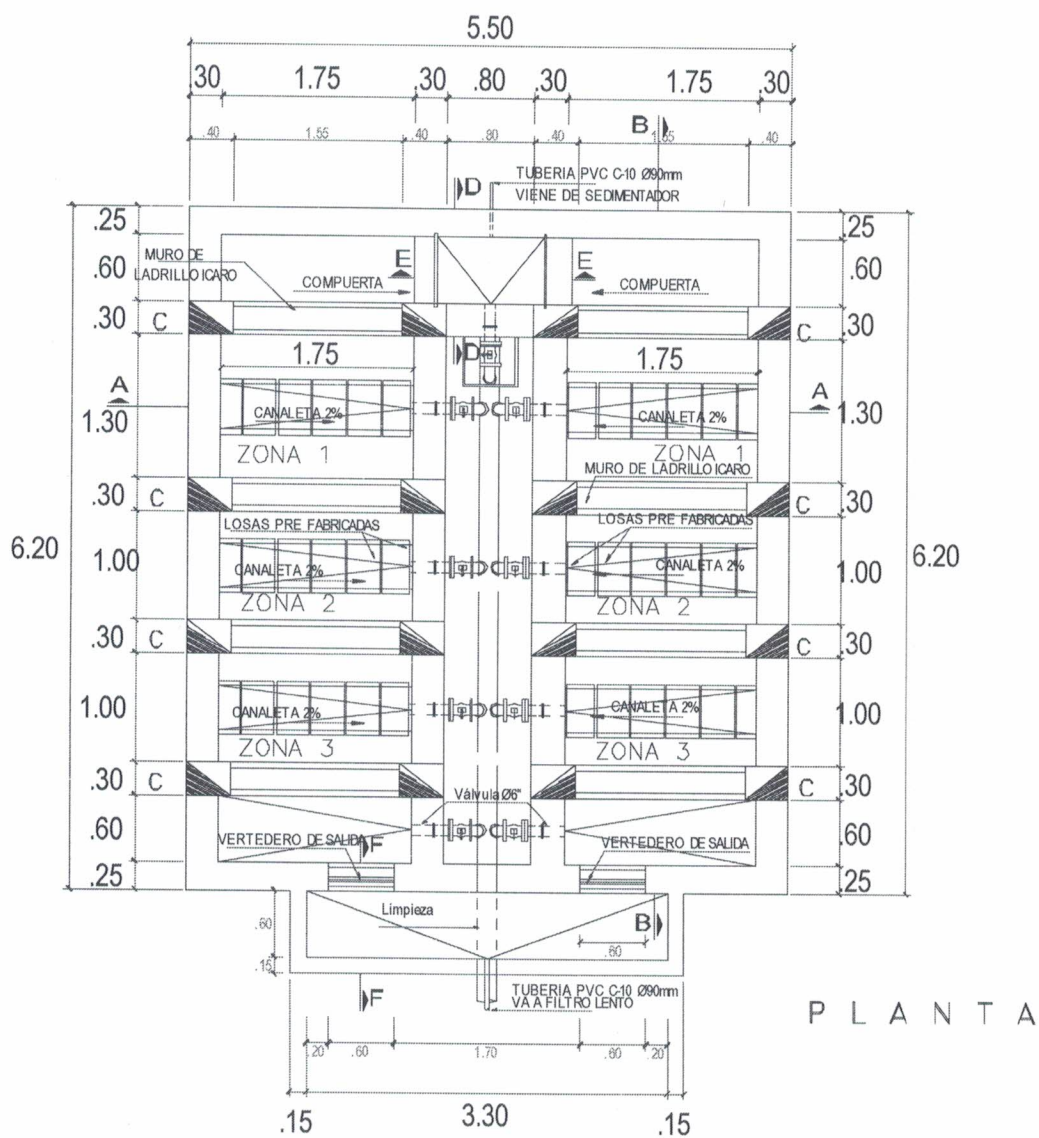 5.50
.30 1.75 .30 .80 .30 1.75 .30
.40 1.55 .40 .80 .40 1.55 .40
B
D
TUBERIA PVC C-10 Ø90mm
VIENE DE SEDIMENTADOR
.25 .25
MURO DE
LADRILLO ICARO
.60 E E .60
COMPUERTA COMPUERTA
.30 C C .30
D
1.75 1.75
A A
1.30 1.30
CANALETA 2% CANALETA 2%
ZONA 1 ZONA 1
MURO DE LADRILLO ICARO
.30 C C .30
LOSAS PRE FABRICADAS LOSAS PRE FABRICADAS
6.20 1.00 1.00 6.20
CANALETA 2% CANALETA 2%
ZONA 2 ZONA 2
.30 C C .30
1.00 1.00
CANALETA 2% CANALETA 2%
ZONA 3 ZONA 3
.30 C C .30
Válvula Ø6"
.60 .60
VERTEDERO DE SALIDA VERTEDERO DE SALIDA
F
.25 .25
Limpieza
.60 B
.60
.15
F
TUBERIA PVC C-10 Ø90mm
VA A FILTRO LENTO
PLANTA
.20 .60 1.70 .60 .20
3.30
.15 .15